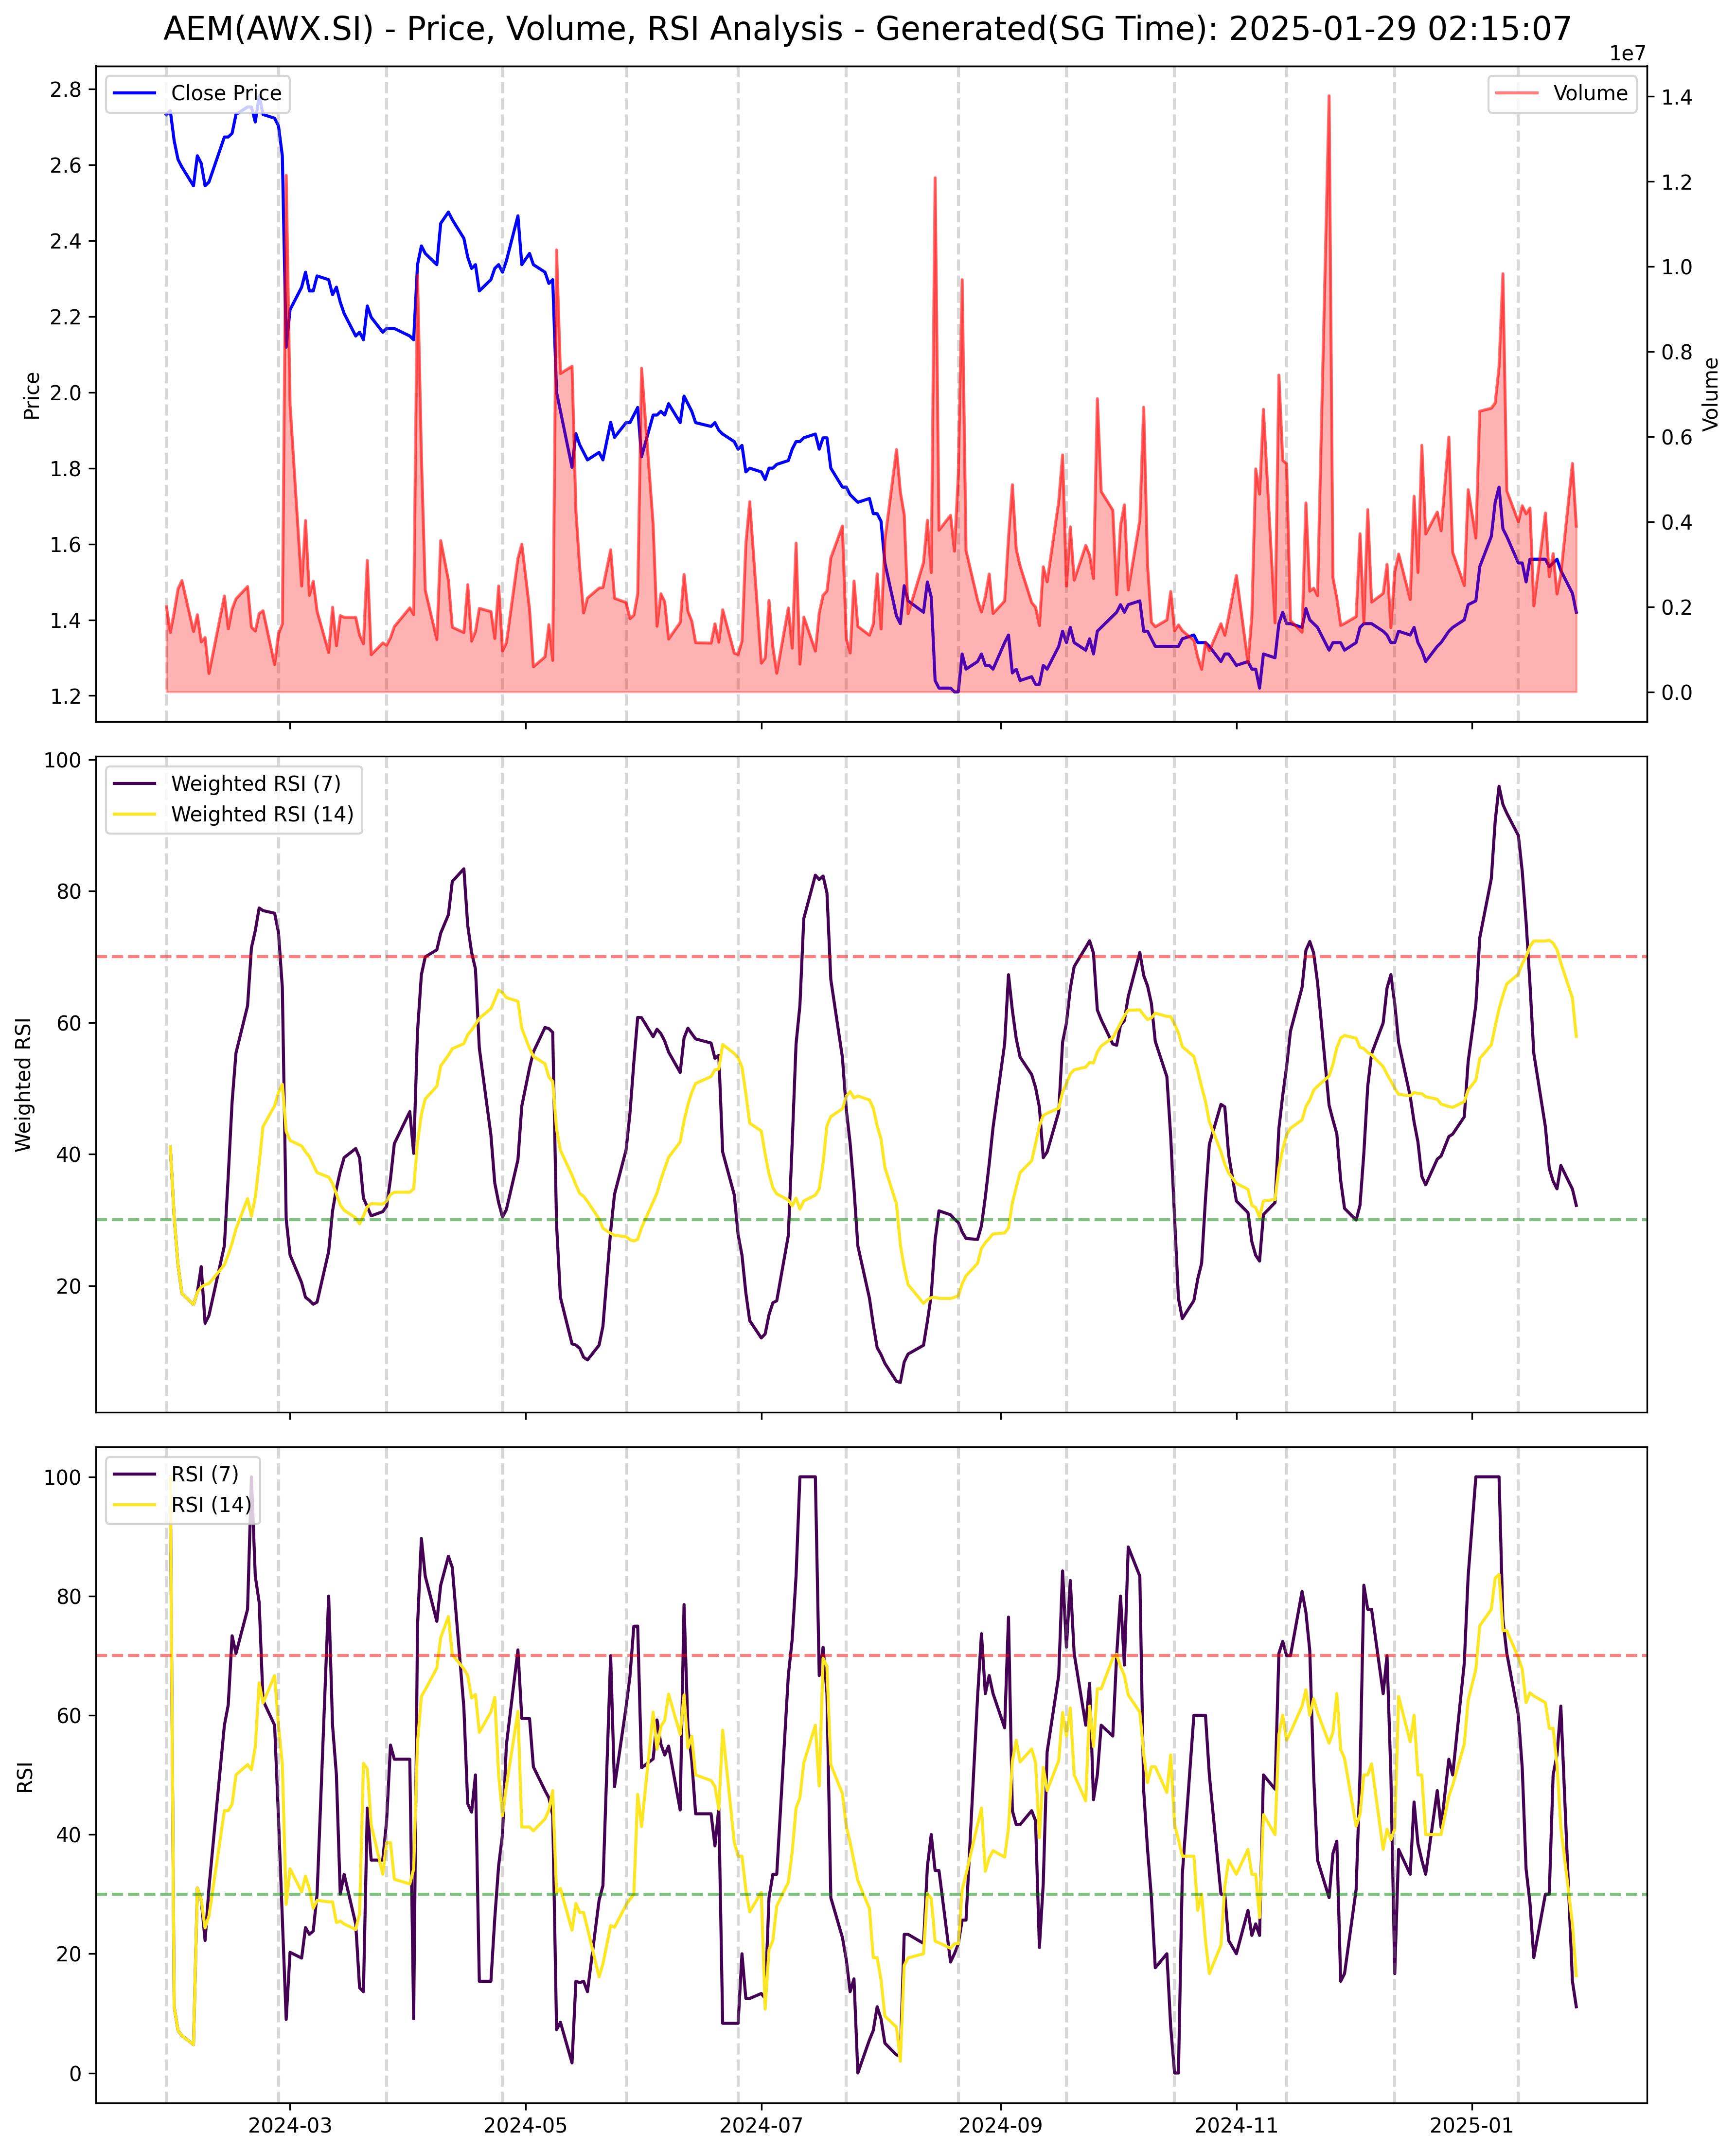 AEM(AWX.SI) - Price, Volume, RSI Analysis - Generated(SG Time): 2025-01-29 02:15:07
1e7
Close Price
Volume
2.8
2.6
2.4
2.2
2.0
1.8
1.6
1.4
1.2
Price
1.4
1.2
1.0
0.8
0.6
0.4
0.2
0.0
Volume
Weighted RSI (7)
Weighted RSI (14)
100
80
60
40
20
Weighted RSI
RSI (7)
RSI (14)
100
80
60
40
20
0
RSI
2024-03
2024-05
2024-07
2024-09
2024-11
2025-01